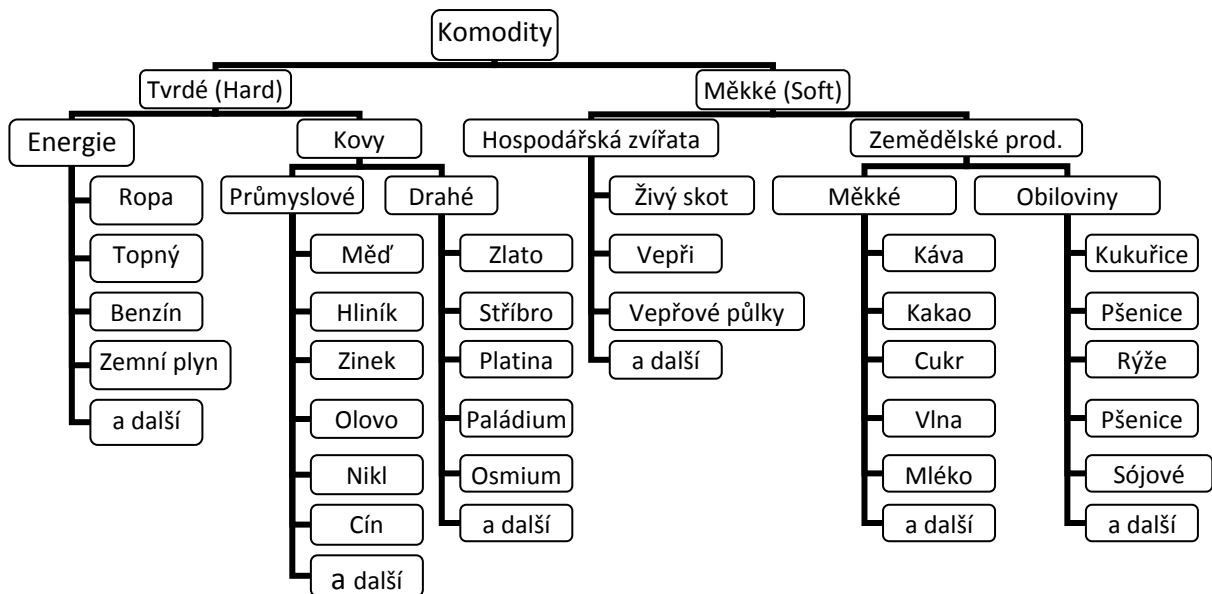 Komodity
Tvrdé (Hard)
Měkké (Soft)
Energie
Kovy
Hospodářská zvířata
Zemědělské prod.
Ropa
Topný
Benzín
Zemní plyn
a další
Průmyslové
Měď
Hliník
Zinek
Olovo
Nikl
Cín
a další
Drahé
Zlato
Stříbro
Platina
Paládium
Osmium
a další
Živý skot
Vepři
Vepřové půlky
a další
Měkké
Káva
Kakao
Cukr
Vlna
Mléko
a další
Obiloviny
Kukuřice
Pšenice
Rýže
Pšenice
Sójové
a další